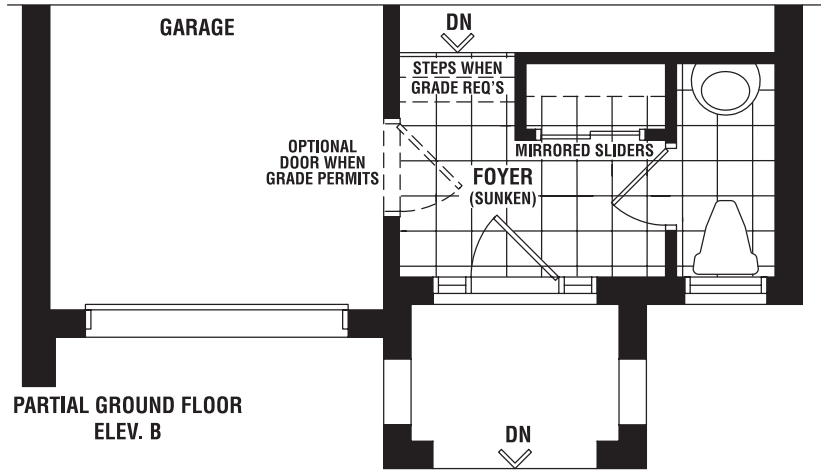 GARAGE
DN
STEPS WHEN
GRADE REQ'S
OPTIONAL
DOOR WHEN
GRADE PERMITS
MIRRORED SLIDERS
FOYER
(SUNKEN)
PARTIAL GROUND FLOOR
ELEV. B
DN